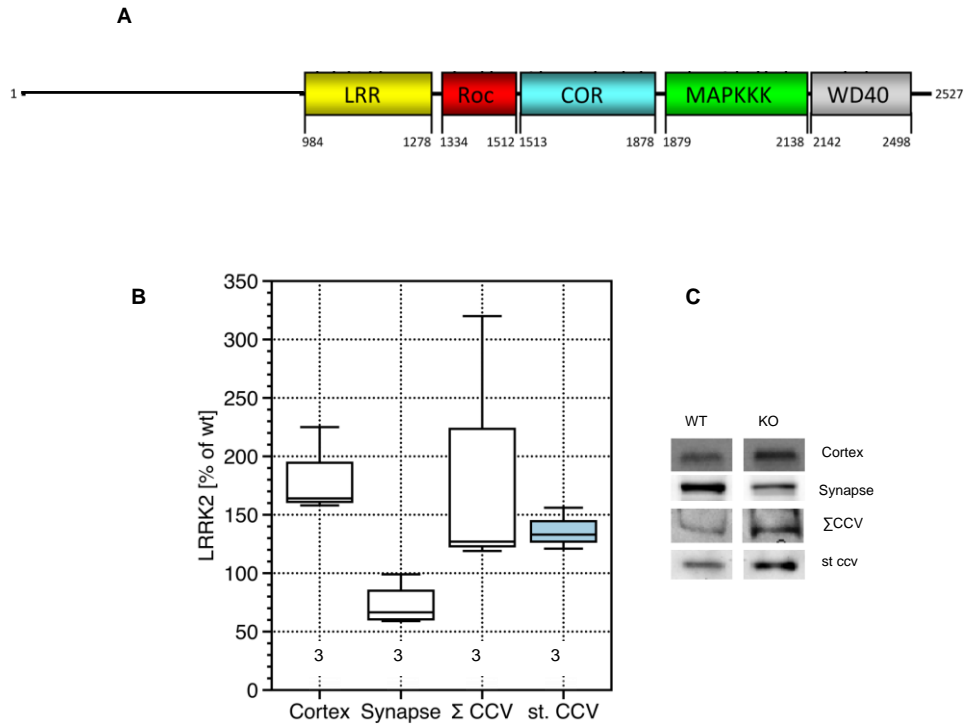 A
1 LRR Roc COR MAPKKK WD40 2527
984 1278 1334 1512 1513 1878 1879 2138 2142 2498
B
LRRK2 [% of wt]
350
300
250
200
150
100
50
0
3 3 3 3
Cortex Synapse Σ CCV st. CCV
C
WT KO
Cortex
Synapse
∑CCV
st ccv